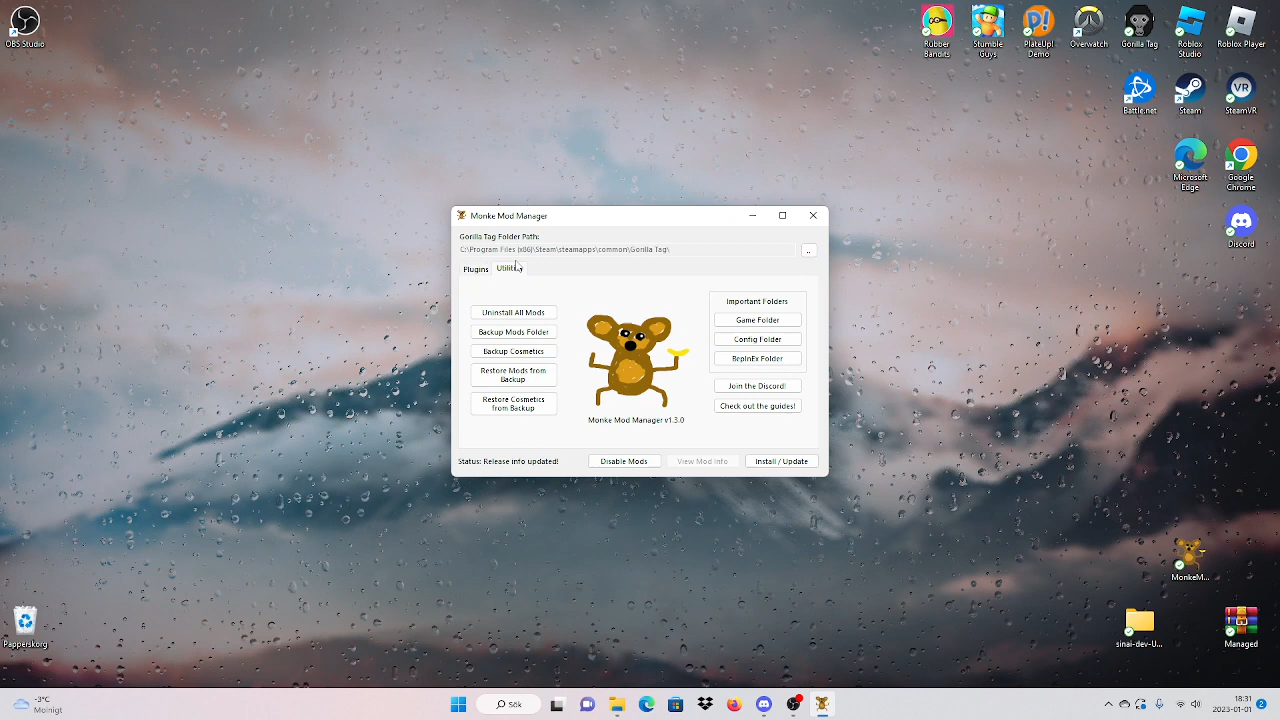 OBS Studio
Rubber
Bandits
Stumble
Guys
PlateUp!
Demo
Overwatch
Gorilla Tag
Roblox
Studio
Roblox Player
Battle.net
Steam
SteamVR
Microsoft
Edge
Google
Chrome
Discord
Monke Mod Manager
Gorilla Tag Folder Path:
C:\Program Files (x86)\Steam\steamapps\common\Gorilla Tag\
..
Plugins
Uninstall All Mods
Backup Mods Folder
Backup Cosmetics
Restore Mods from
Backup
Restore Cosmetics
from Backup
Monke Mod Manager v1.3.0
Important Folders
Game Folder
Config Folder
BepInEx Folder
Join the Discord!
Check out the guides!
Status: Release info updated!
Disable Mods
View Mod Info
Install / Update
MonkeM...
sinai-dev-U...
Managed
Papperskorg
Molnigt
Sök
18:31
2023-01-01
2